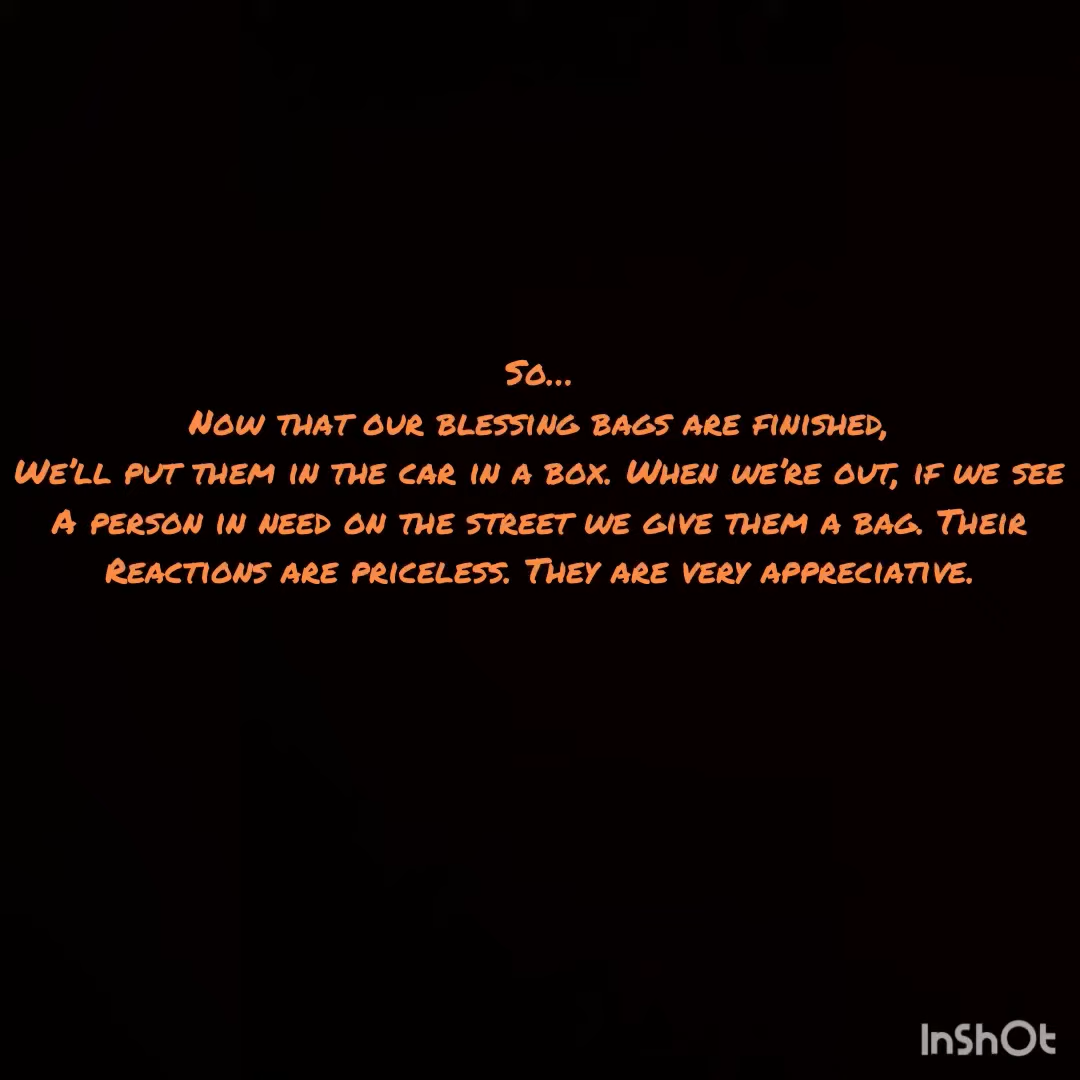 So...
Now that our blessing bags are finished,
We'll put them in the car in a box. When we're out, if we see
A person in need on the street we give them a bag. Their
Reactions are priceless. They are very appreciative.
InShOt